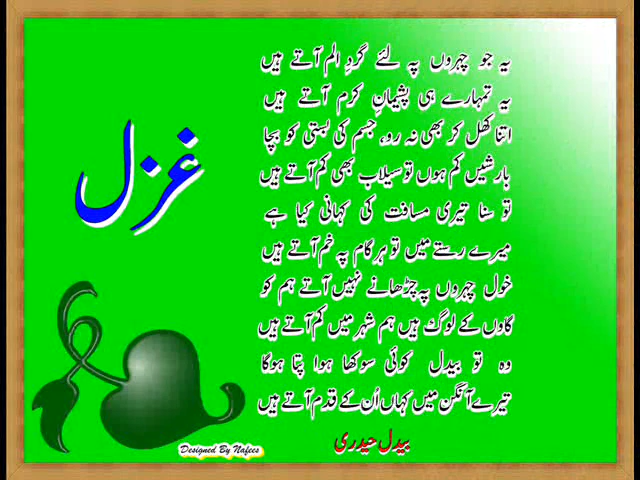 غزل
یہ جو چہروں پہ لئے گردِ الم آتے ہیں
یہ تمہارے ہی پشیمانِ کرم آتے ہیں
اتنا کھل کر بھی نہ رو، جسم کی بستی کو بچا
بارشیں کم ہوں تو سیلاب بھی کم آتے ہیں
تو سنا تیری مسافت کی کہانی کیا ہے
میرے رستے میں تو ہر گام پہ خم آتے ہیں
خول چہروں پہ چڑھانے نہیں آتے ہم کو
گاوں کے لوگ ہیں ہم شہر میں کم آتے ہیں
وہ تو بیدل کوئی سوکھا ہوا پتا ہوگا
تیرے آنگن میں کہاں اُن کے قدم آتے ہیں
بیدل حیدری
Designed By Nafees